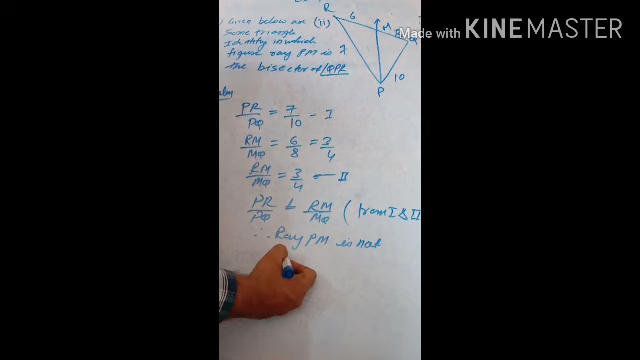 ) Given below are (ii)
Some triangle
Identify in which
figure ray PM is
the bisector of ∠QPR
R 6 M 8 Q
7
10
P
Made with KINEMASTER
PR/PQ = 7/10 - I
RM/MQ = 6/8 = 3/4
RM/MQ = 3/4 — II
PR/PQ ≠ RM/MQ ( from I & II
∴ Ray PM is not